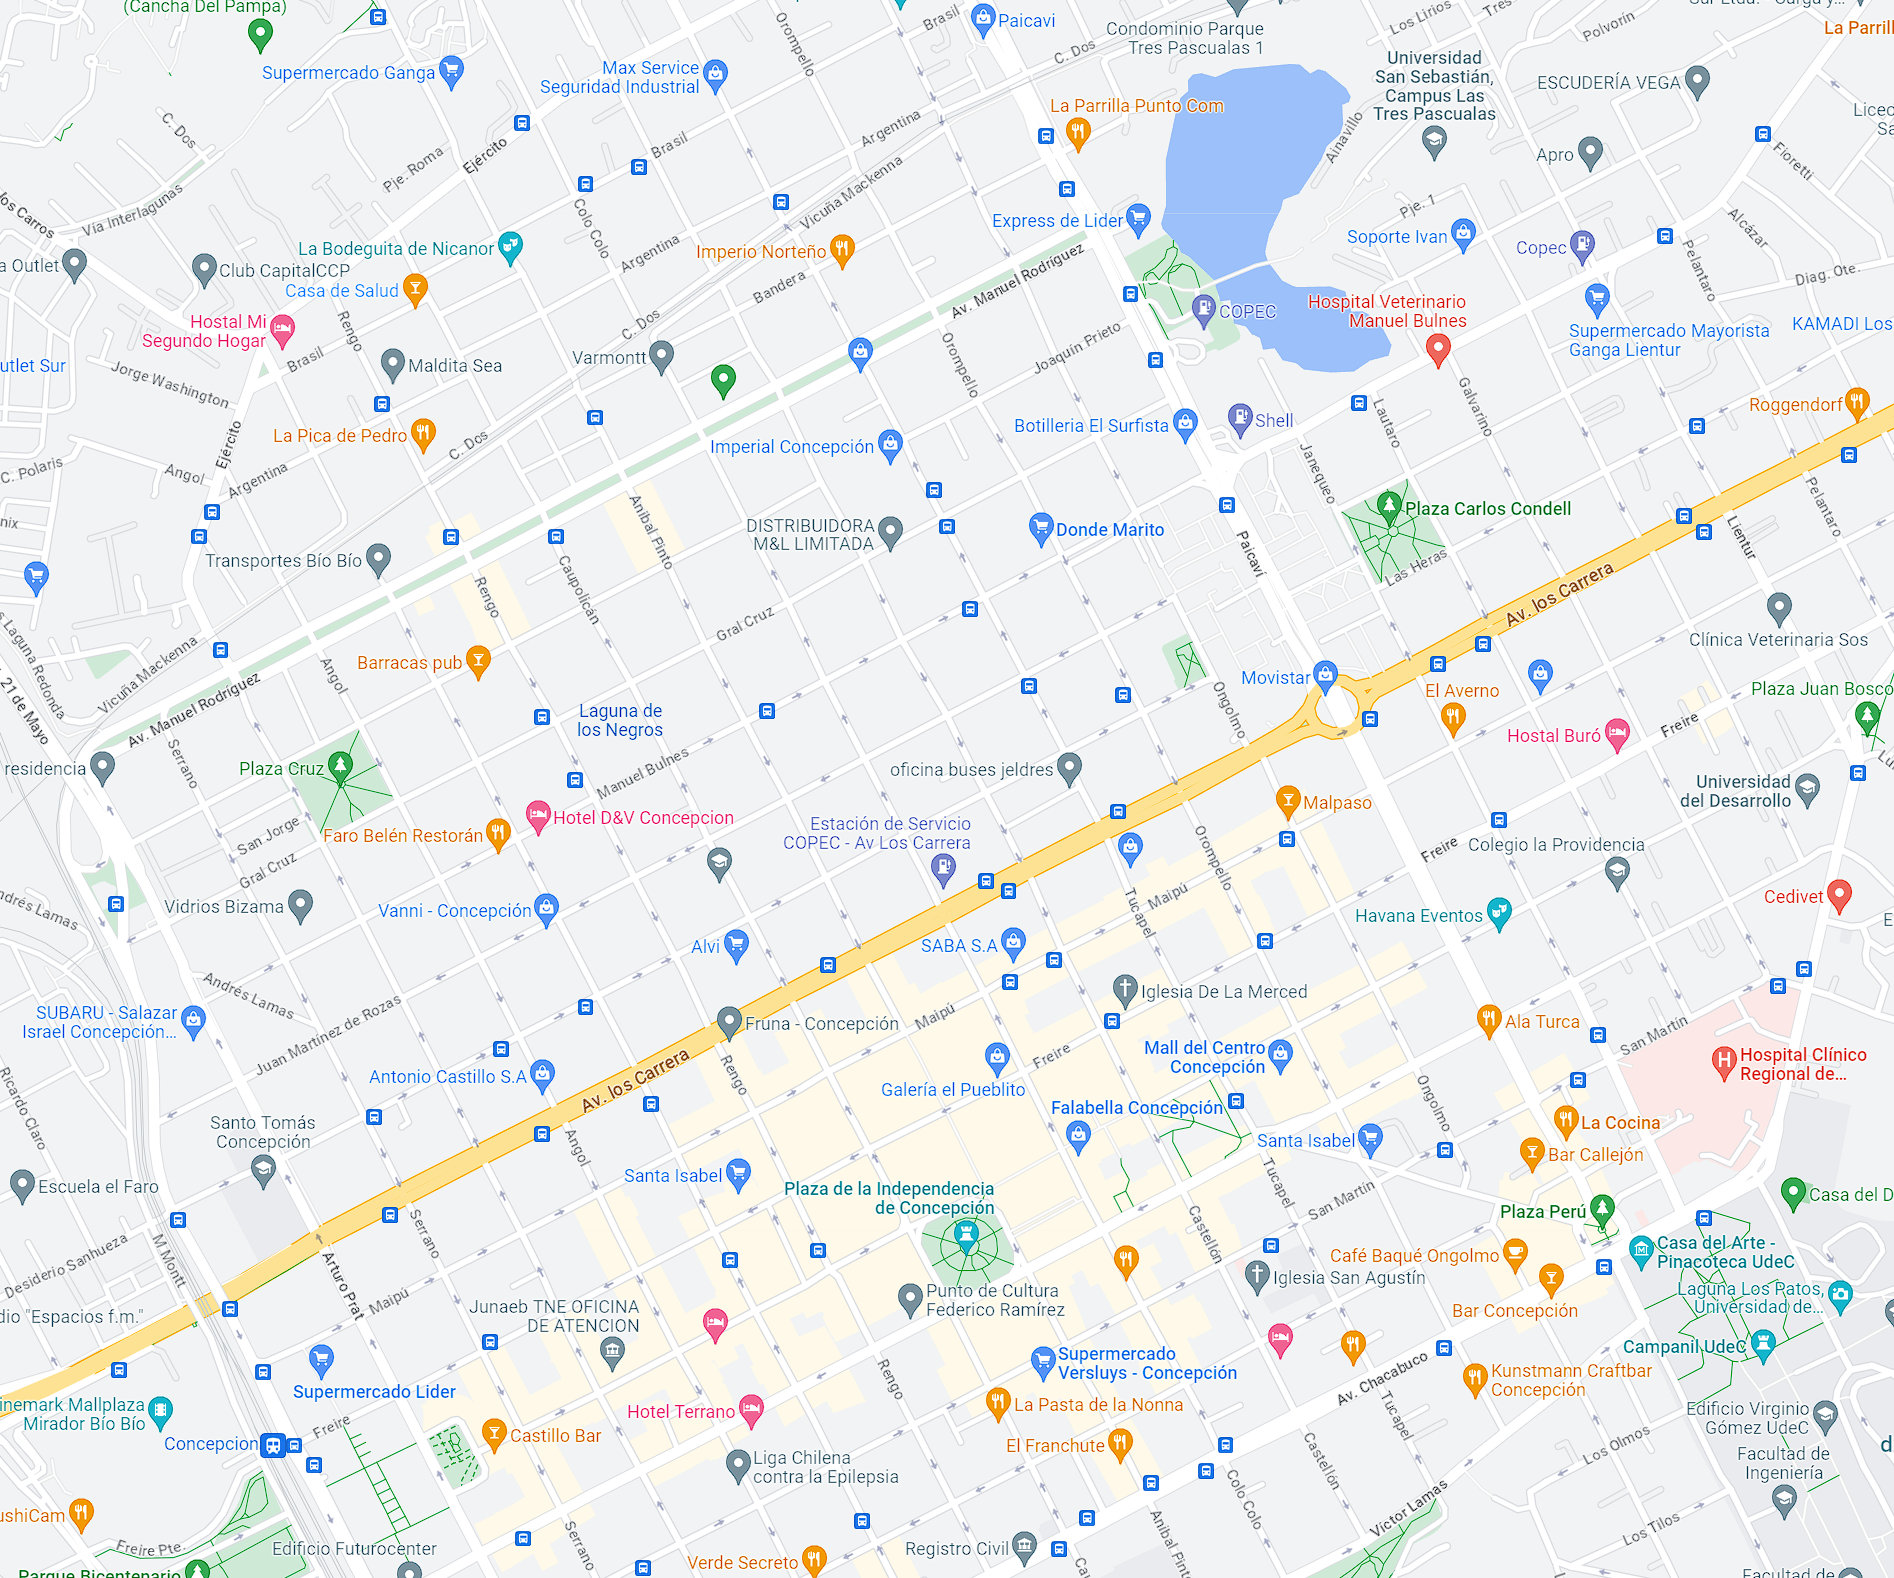 (Cancha Del Pampa)
Supermercado Ganga
Max Service
Seguridad Industrial
Orompello
Brasil
Paicavi
Condominio Parque
Tres Pascualas 1
C. Dos
Los Lirios
Polvorín
La Parrill
Universidad
San Sebastián,
Campus Las
Tres Pascualas
ESCUDERÍA VEGA
Liceo
La Parrilla Punto Com
Ainavillo
Apro
Fioretti
C. Dos
Pje. Roma
Ejército
Brasil
Argentina
Vicuña Mackenna
Vía Interlagunas
los Carros
Colo Colo
Express de Lider
Pje. 1
Soporte Ivan
Copec
Alcázar
Pelantaro
Diag. Ote.
a Outlet
Club CapitalCCP
La Bodeguita de Nicanor
Casa de Salud
Argentina
Imperio Norteño
Bandera
Av. Manuel Rodríguez
COPEC
Hospital Veterinario
Manuel Bulnes
Supermercado Mayorista
Ganga Lientur
KAMADI Los
Hostal Mi
Segundo Hogar
Rengo
Brasil
C. Dos
Varmontt
Maldita Sea
Orompello
Joaquín Prieto
utlet Sur
Jorge Washington
Galvarino
Lautaro
Roggendorf
La Pica de Pedro
C. Dos
Ejército
Imperial Concepción
Botilleria El Surfista
Shell
Janequeo
C. Polaris
Angol
Argentina
Aníbal Pinto
DISTRIBUIDORA
M&L LIMITADA
Donde Marito
Plaza Carlos Condell
Pelantaro
Lientur
Paicaví
Las Heras
Transportes Bío Bío
Rengo
Caupolicán
Av. los Carrera
Gral Cruz
Clínica Veterinaria Sos
s Laguna Redonda
Vicuña Mackenna
Barracas pub
Angol
Movistar
El Averno
Plaza Juan Bosco
21 de Mayo
Av. Manuel Rodríguez
Laguna de
los Negros
Ongolmo
Hostal Buró
Freire
residencia
Serrano
Plaza Cruz
Manuel Bulnes
oficina buses jeldres
Universidad
del Desarrollo
Malpaso
San Jorge
Faro Belén Restorán
Hotel D&V Concepcion
Estación de Servicio
COPEC - Av Los Carrera
Orompello
Freire
Colegio la Providencia
Gral Cruz
Andrés Lamas
Vidrios Bizama
Vanni - Concepción
Tucapel
Maipú
Havana Eventos
Cedivet
Alvi
SABA S.A
Andrés Lamas
Juan Martínez de Rozas
SUBARU - Salazar
Israel Concepción...
Iglesia De La Merced
Fruna - Concepción
Maipú
Freire
Ala Turca
San Martín
Mall del Centro
Concepción
Hospital Clínico
Regional de...
Antonio Castillo S.A
Av. los Carrera
Rengo
Galería el Pueblito
Falabella Concepción
Ongolmo
Ricardo Claro
Santo Tomás
Concepción
Angol
La Cocina
Santa Isabel
Bar Callejón
Escuela el Faro
Santa Isabel
Plaza de la Independencia
de Concepción
Tucapel
San Martín
Plaza Perú
Casa del D
Serrano
Castellón
Desiderio Sanhueza
M Montt
Arturo Prat
Café Baqué Ongolmo
Casa del Arte -
Pinacoteca UdeC
Iglesia San Agustín
Laguna Los Patos,
Universidad de...
dio "Espacios f.m."
Maipú
Junaeb TNE OFICINA
DE ATENCION
Punto de Cultura
Federico Ramírez
Bar Concepción
Campanil UdeC
Supermercado Lider
Rengo
Supermercado
Versluys - Concepción
Av. Chacabuco
Kunstmann Craftbar
Concepción
inemark Mallplaza
Mirador Bío Bío
Freire
Hotel Terrano
La Pasta de la Nonna
Tucapel
Edificio Virginio
Gómez UdeC
Concepcion
Castillo Bar
El Franchute
Los Olmos
Liga Chilena
contra la Epilepsia
Castellón
Facultad de
Ingeniería
Colo Colo
Víctor Lamas
ushiCam
Los Tilos
Freire Pte.
Edificio Futurocenter
Serrano
Verde Secreto
Registro Civil
Aníbal Pint
Parque Bicentenario
Facultad de